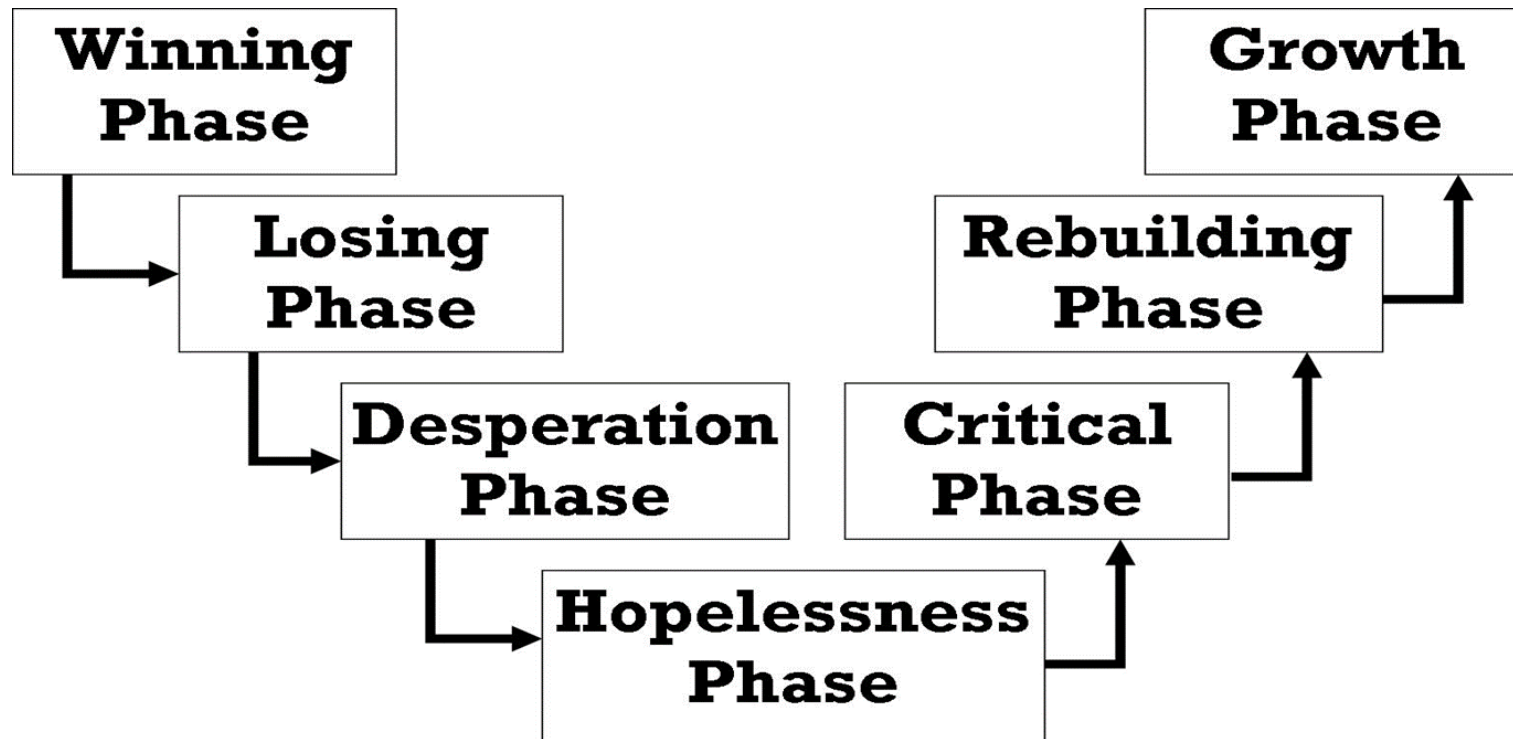 Winning
Phase
Losing
Phase
Desperation
Phase
Hopelessness
Phase
Critical
Phase
Rebuilding
Phase
Growth
Phase